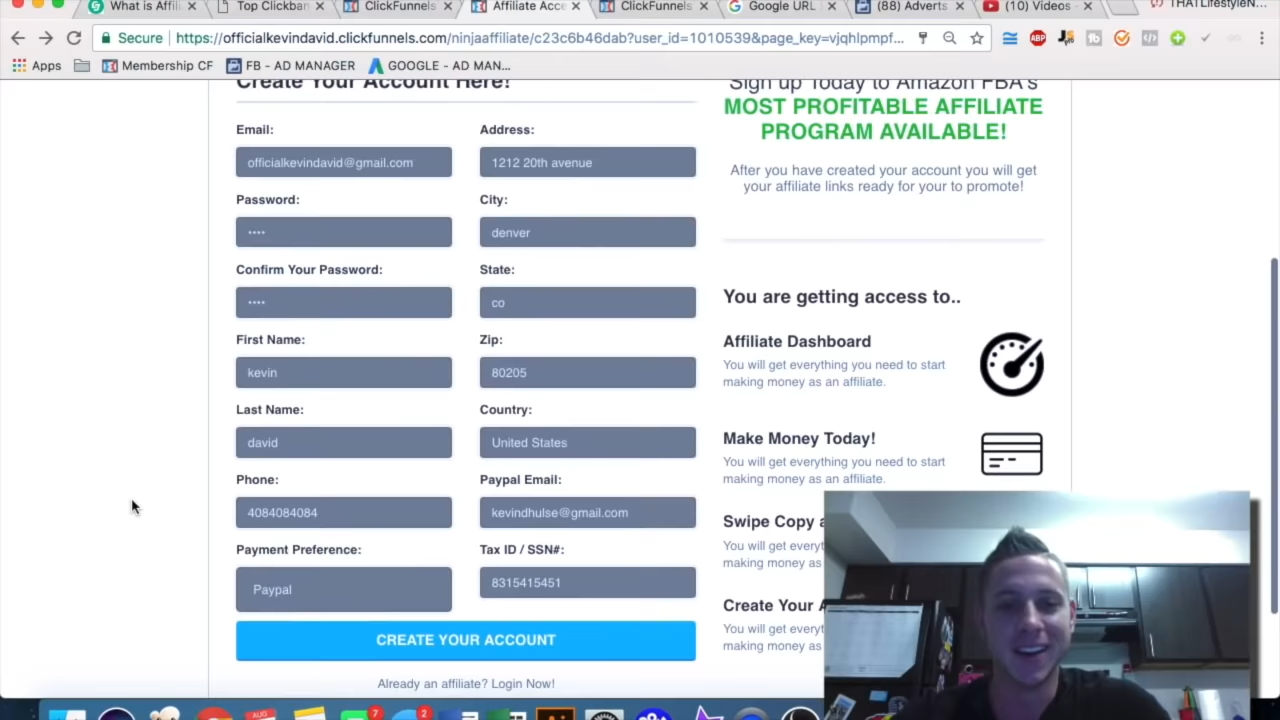 What is Affili
Top Clickban
ClickFunnels
Affiliate Acce
ClickFunnels
Google URL
(88) Adverts
(10) Videos -
THATLifestyleN
Secure
https://officialkevindavid.clickfunnels.com/ninjaaffiliate/c23c6b46dab?user_id=1010539&page_key=vjqhlpmpf...
ABP
Apps
Membership CF
FB - AD MANAGER
GOOGLE - AD MAN...
Create Your Account Here!
Email:
officialkevindavid@gmail.com
Password:
••••
Confirm Your Password:
••••
First Name:
kevin
Last Name:
david
Phone:
4084084084
Payment Preference:
Paypal
Address:
1212 20th avenue
City:
denver
State:
co
Zip:
80205
Country:
United States
Paypal Email:
kevindhulse@gmail.com
Tax ID / SSN#:
8315415451
CREATE YOUR ACCOUNT
Already an affiliate? Login Now!
Sign up Today to Amazon FBA's
MOST PROFITABLE AFFILIATE
PROGRAM AVAILABLE!
After you have created your account you will get
your affiliate links ready for your to promote!
You are getting access to..
Affiliate Dashboard
You will get everything you need to start
making money as an affiliate.
Make Money Today!
You will get everything you need to start
making money as an affiliate.
Swipe Copy a
You will get everyt
making money as
Create Your A
You will get everyt
making money as
AUG
7
2